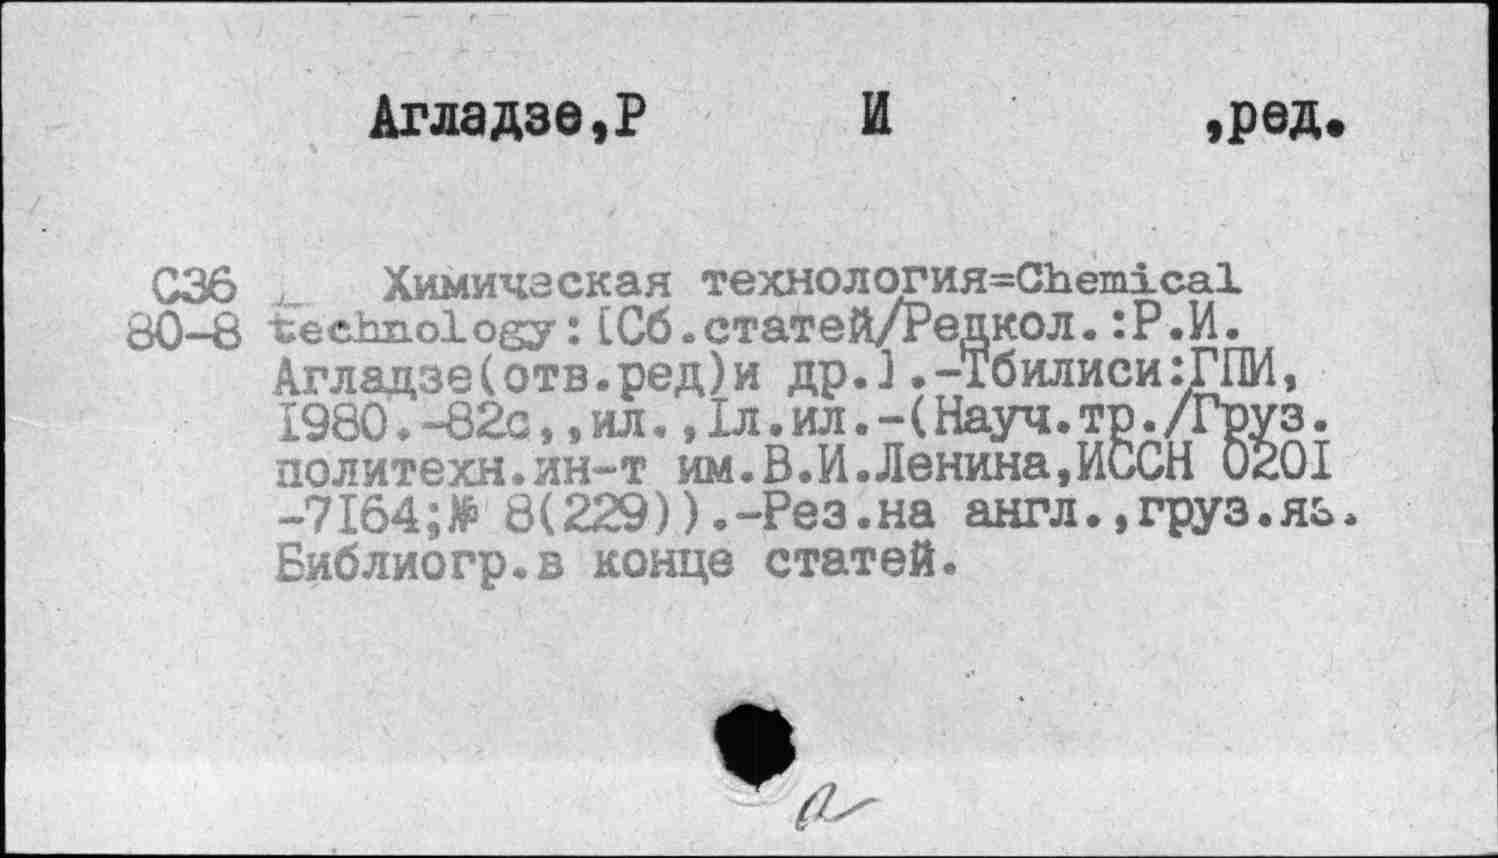 Агладзе,Р И ,ред.
С36 Химическая технология=Chemical
80-8 technology:[Сб.статей/Редкол.:Р.И.
Агладзе(отв.ред)и др.].-Тбилиси:ГПИ,
1980.-82с,,ил.,1л.ил.-(Науч.тр./Груз.
политехн.ин-т им.В.И.Ленина,ИССН 0201
-7164;№ 8(229)).-Рез.на англ.,груз.яз.
Библиогр.в конце статей.